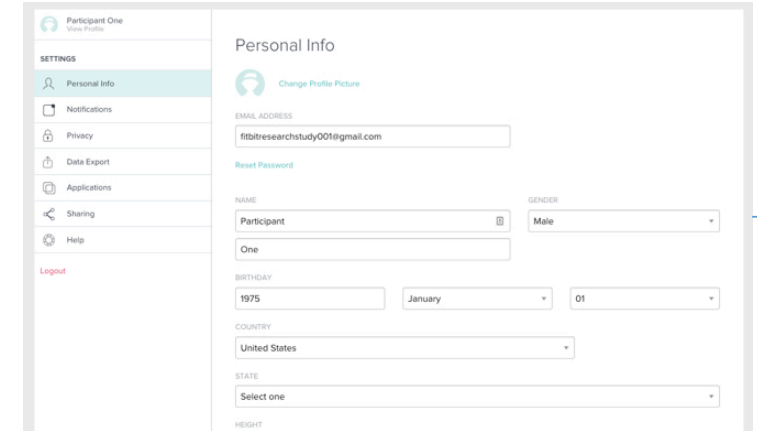 Participant One
View Profile
SETTINGS
Personal Info
Notifications
Privacy
Data Export
Applications
Sharing
Help
Logout
Personal Info
Change Profile Picture
EMAIL ADDRESS
fitbitresearchstudy001@gmail.com
Reset Password
NAME GENDER
Participant Male
One
BIRTHDAY
1975 January 01
COUNTRY
United States
STATE
Select one
HEIGHT